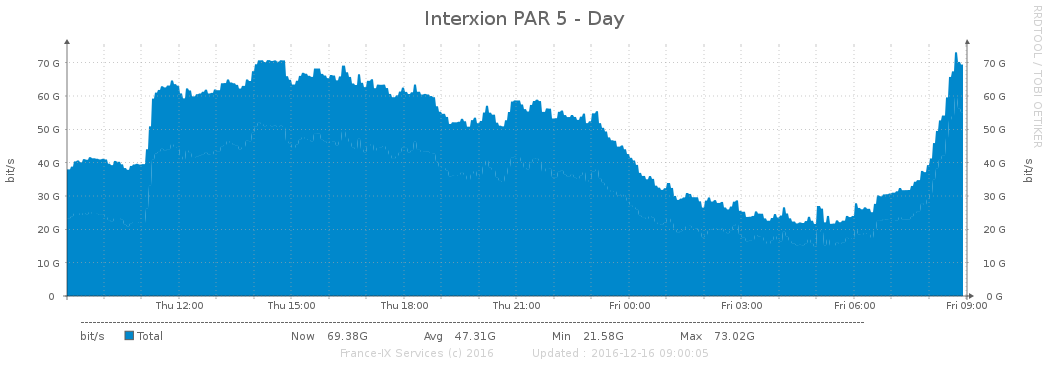 Interxion PAR 5 - Day
RRDTOOL / TOBI OETIKER
bit/s
bit/s
70 G 70 G
60 G 60 G
50 G 50 G
40 G 40 G
30 G 30 G
20 G 20 G
10 G 10 G
0 0 G
Thu 12:00 Thu 15:00 Thu 18:00 Thu 21:00 Fri 00:00 Fri 03:00 Fri 06:00 Fri 09:00
bit/s Total Now 69.38G Avg 47.31G Min 21.58G Max 73.02G
France-IX Services (c) 2016 Updated : 2016-12-16 09:00:05